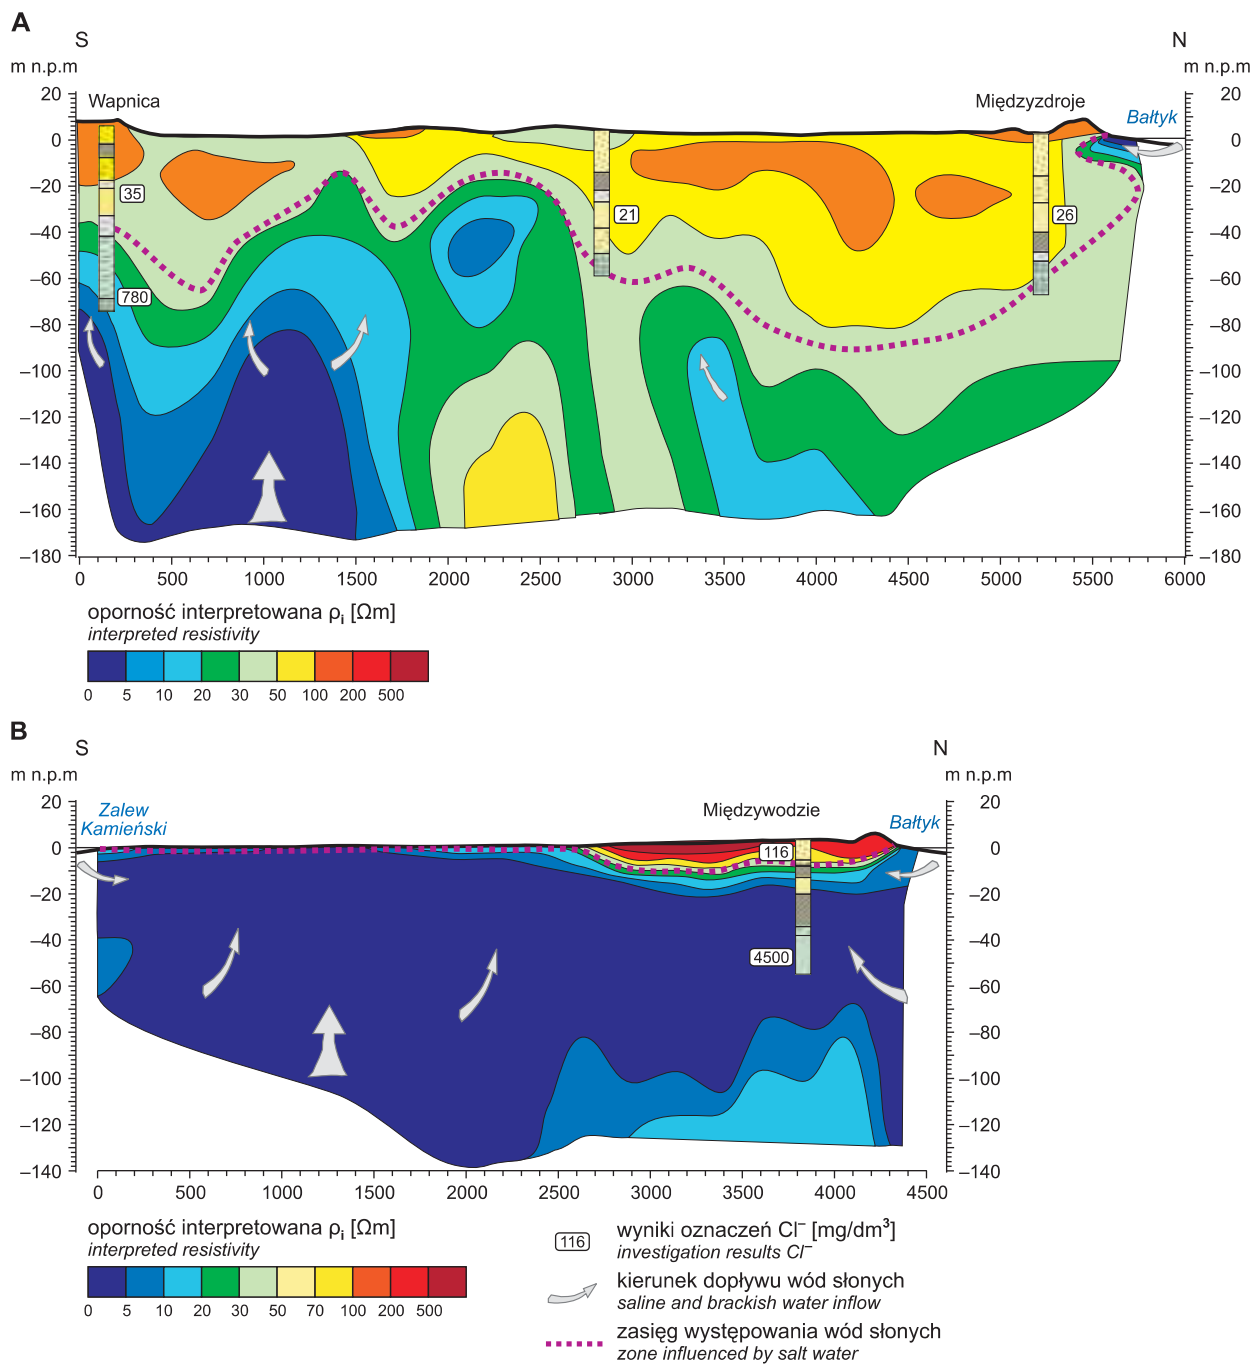 A
S
N
m n.p.m
m n.p.m
20
0
–20
–40
–60
–80
–100
–120
–140
–160
–180
Wapnica
Międzyzdroje
Bałtyk
35
780
21
26
20
0
–20
–40
–60
–80
–100
–120
–140
–160
–180
0 500 1000 1500 2000 2500 3000 3500 4000 4500 5000 5500 6000
oporność interpretowana ρi [Ωm]
interpreted resistivity
0 5 10 20 30 50 100 200 500
B
S
N
m n.p.m
m n.p.m
20
0
–20
–40
–60
–80
–100
–120
–140
Zalew
Kamieński
Międzywodzie
Bałtyk
116
4500
20
0
–20
–40
–60
–80
–100
–120
–140
0 500 1000 1500 2000 2500 3000 3500 4000 4500
oporność interpretowana ρi [Ωm]
interpreted resistivity
0 5 10 20 30 50 70 100 200 500
116
wyniki oznaczeń Cl⁻ [mg/dm³]
investigation results Cl⁻
kierunek dopływu wód słonych
saline and brackish water inflow
zasięg występowania wód słonych
zone influenced by salt water